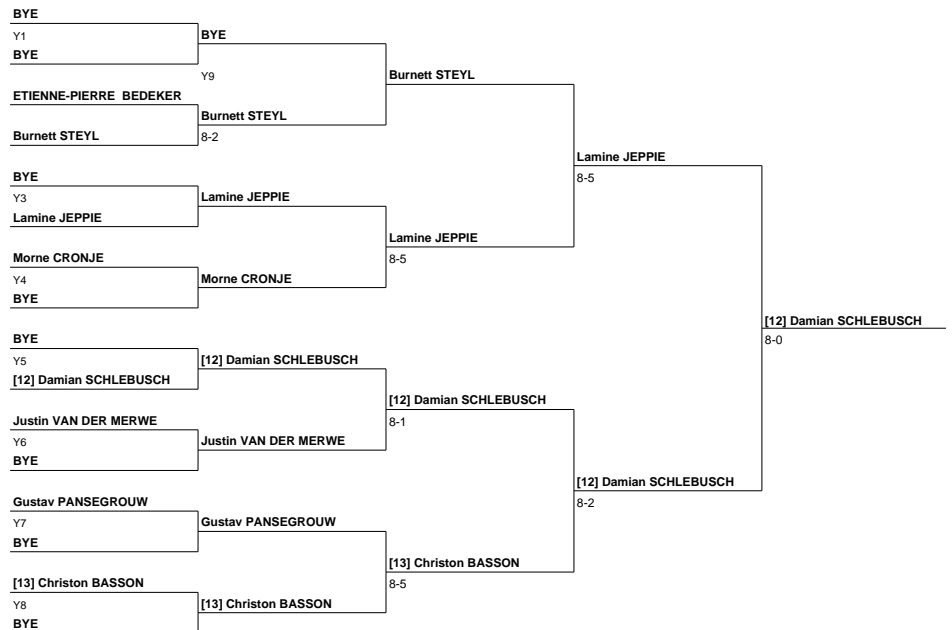 BYE
Y1
BYE
BYE
Y9
Burnett STEYL
ETIENNE-PIERRE BEDEKER
Burnett STEYL
Burnett STEYL
8-2
Lamine JEPPIE
8-5
BYE
Y3
Lamine JEPPIE
Lamine JEPPIE
Lamine JEPPIE
8-5
Morne CRONJE
Y4
BYE
Morne CRONJE
[12] Damian SCHLEBUSCH
8-0
BYE
Y5
[12] Damian SCHLEBUSCH
[12] Damian SCHLEBUSCH
[12] Damian SCHLEBUSCH
8-1
Justin VAN DER MERWE
Y6
BYE
Justin VAN DER MERWE
[12] Damian SCHLEBUSCH
8-2
Gustav PANSEGROUW
Y7
BYE
Gustav PANSEGROUW
[13] Christon BASSON
8-5
[13] Christon BASSON
Y8
BYE
[13] Christon BASSON